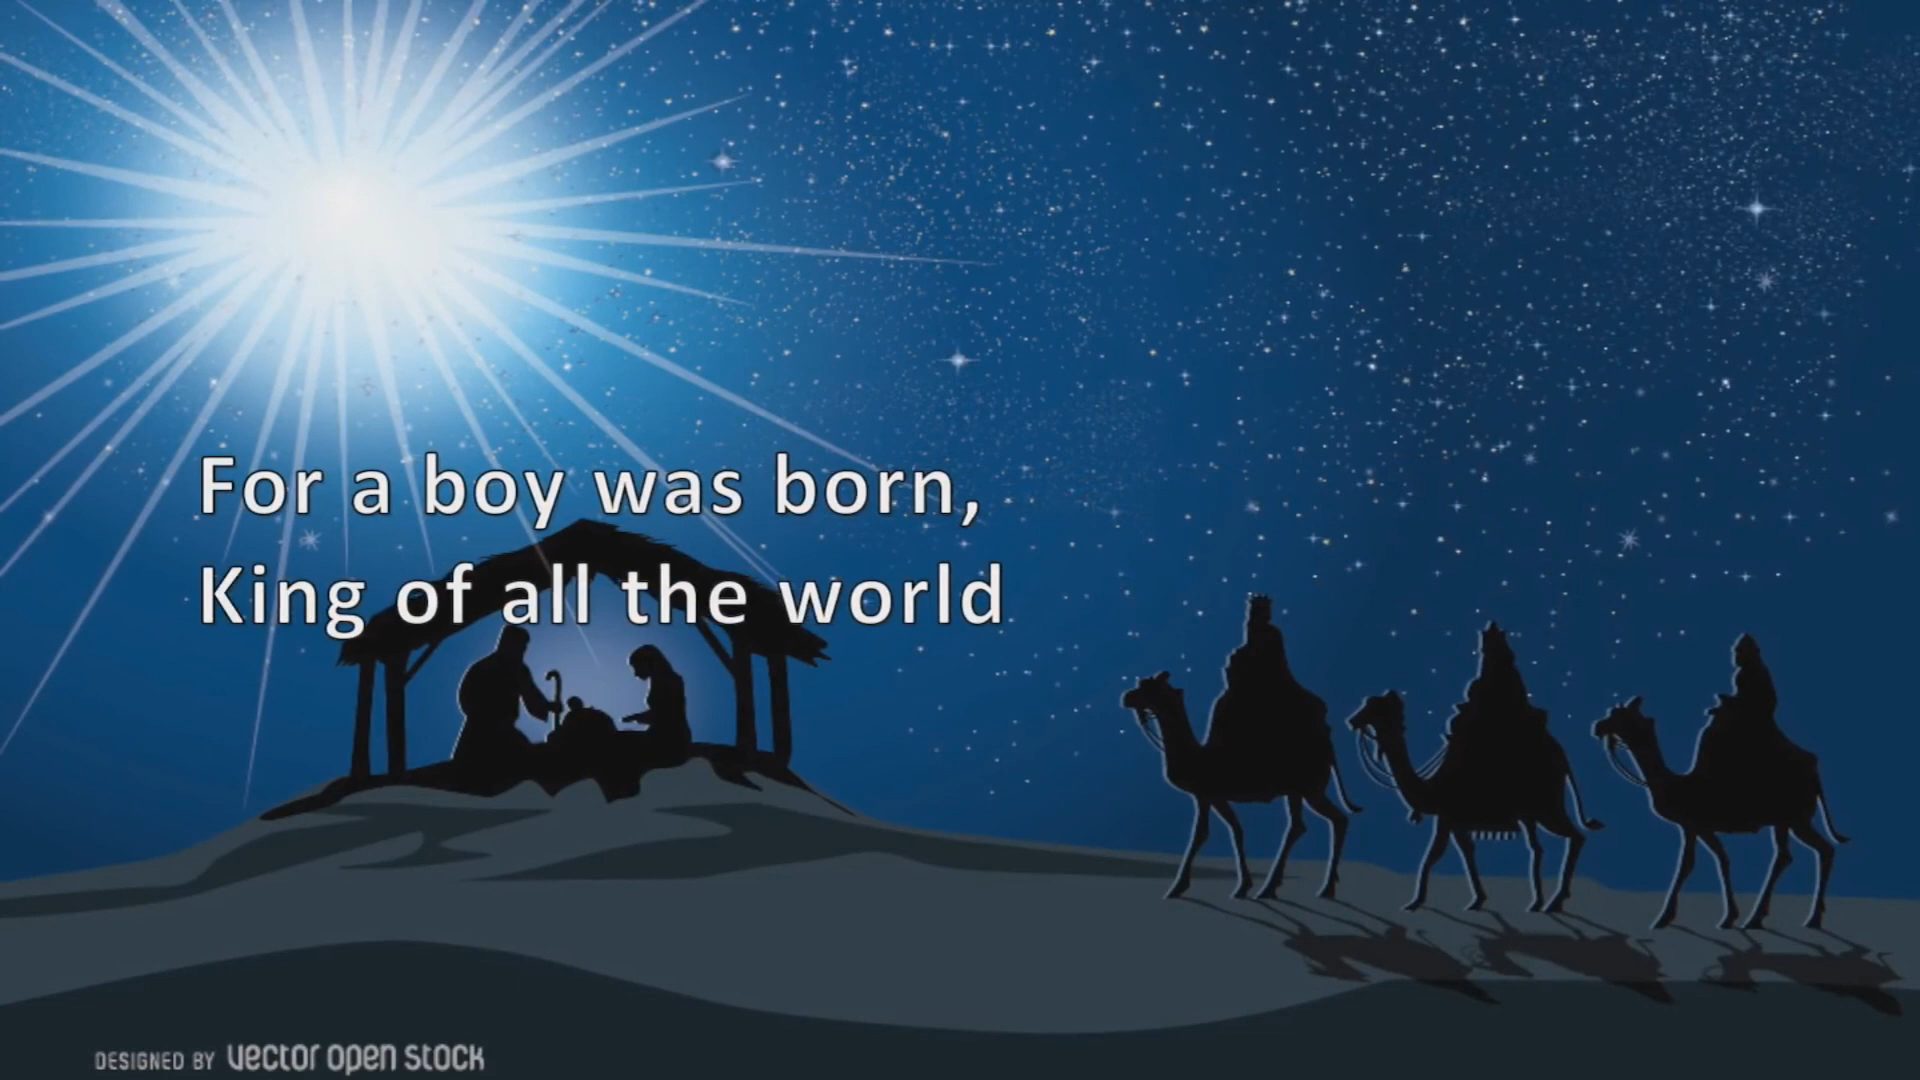 For a boy was born,
King of all the world
DESIGNED BY vector open stock